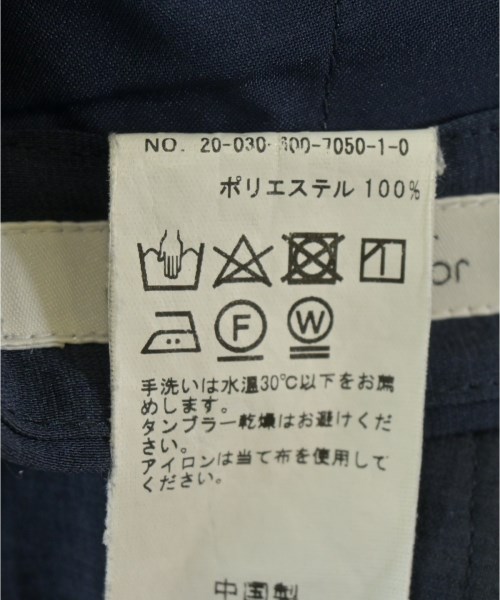 NO. 20-030-600-7050-1-0
ポリエステル 100%
F W
手洗いは水温30℃以下をお薦
めします。
タンブラー乾燥はお避けくだ
さい。
アイロンは当て布を使用して
ください。
中国製